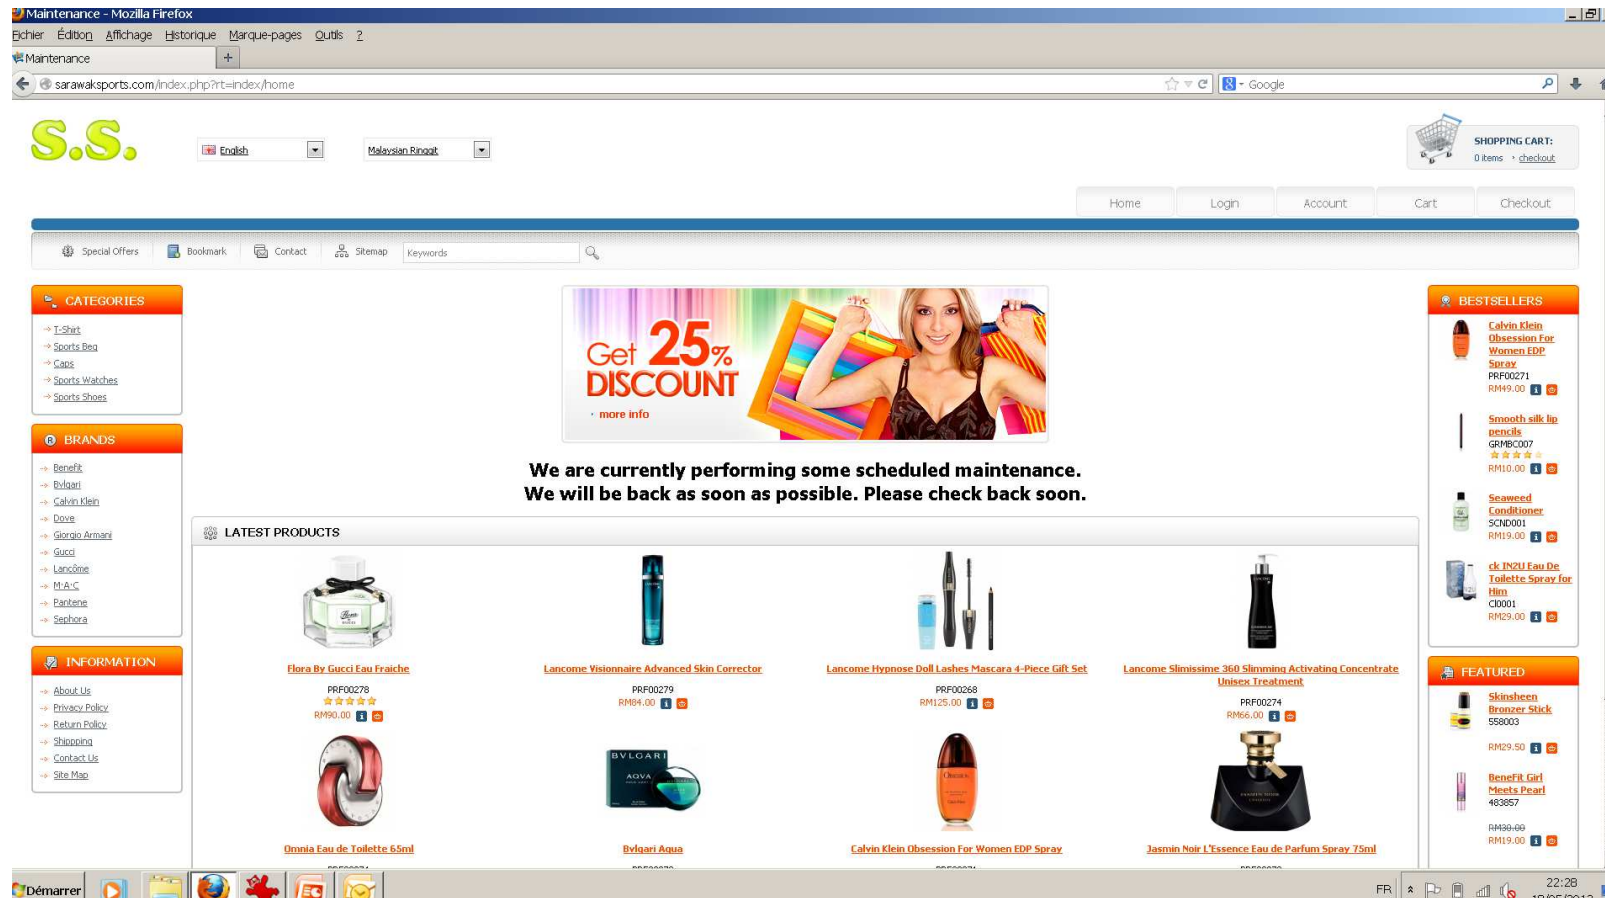 Maintenance - Mozilla Firefox
Fichier Édition Affichage Historique Marque-pages Outils ?
Maintenance +
sarawaksports.com/index.php?rt=index/home
Google
S.S.
English
Malaysian Ringgit
SHOPPING CART:
0 items checkout
Home Login Account Cart Checkout
Special Offers Bookmark Contact Sitemap Keywords
CATEGORIES
T-Shirt
Sports Beg
Caps
Sports Watches
Sports Shoes
BRANDS
Benefit
Bvlgari
Calvin Klein
Dove
Giorgio Armani
Gucci
Lancôme
M·A·C
Pantene
Sephora
INFORMATION
About Us
Privacy Policy
Return Policy
Shippping
Contact Us
Site Map
Get 25%
DISCOUNT
more info
We are currently performing some scheduled maintenance.
We will be back as soon as possible. Please check back soon.
LATEST PRODUCTS
Flora By Gucci Eau Fraiche
PRF00278
RM90.00
Lancome Visionnaire Advanced Skin Corrector
PRF00279
RM84.00
Lancome Hypnose Doll Lashes Mascara 4-Piece Gift Set
PRF00268
RM125.00
Lancome Slimissime 360 Slimming Activating Concentrate
Unisex Treatment
PRF00274
RM66.00
BVLGARI
AQVA
Omnia Eau de Toilette 65ml
Bvlgari Aqua
Calvin Klein Obsession For Women EDP Spray
Jasmin Noir L'Essence Eau de Parfum Spray 75ml
BESTSELLERS
Calvin Klein
Obsession For
Women EDP
Spray
PRF00271
RM49.00
Smooth silk lip
pencils
GRMBC007
RM10.00
Seaweed
Conditioner
SCND001
RM19.00
ck IN2U Eau De
Toilette Spray for
Him
CI0001
RM29.00
FEATURED
Skinsheen
Bronzer Stick
558003
RM29.50
BeneFit Girl
Meets Pearl
483857
RM30.00
RM19.00
Démarrer
FR
22:28